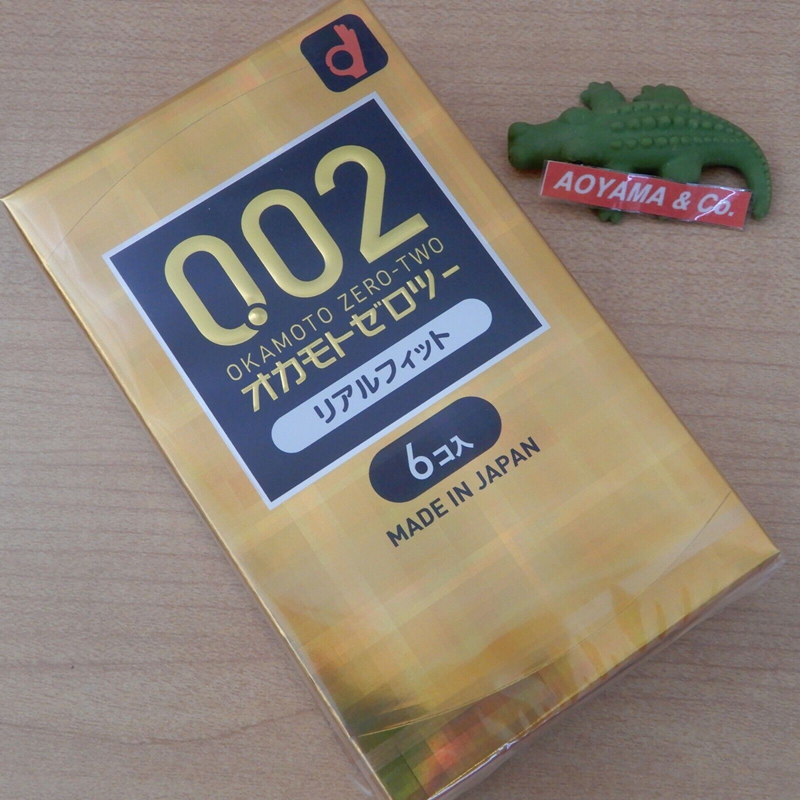 0.02
OKAMOTO ZERO-TWO
オカモトゼロツー
リアルフィット
6コ入
MADE IN JAPAN
AOYAMA & Co.